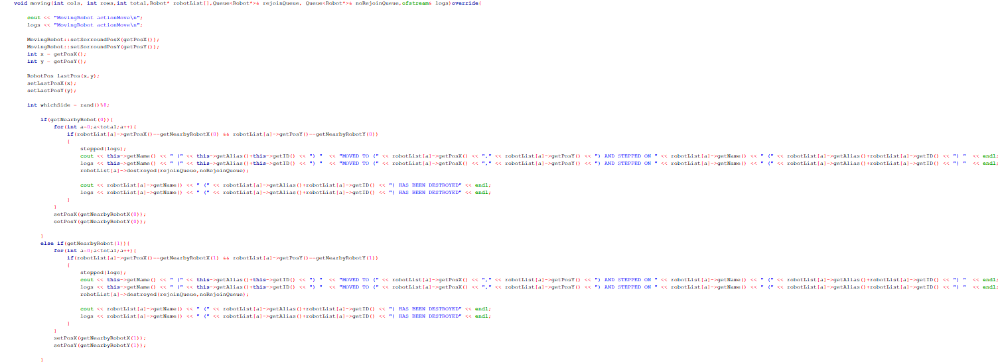 void moving(int cols, int rows,int total,Robot* robotList[],Queue<Robot*>& rejoinQueue, Queue<Robot*>& noRejoinQueue,ofstream& logs)override{
cout << "MovingRobot actionMove\n";
logs << "MovingRobot actionMove\n";
MovingRobot::setSorroundPosX(getPosX());
MovingRobot::setSorroundPosY(getPosY());
int x = getPosX();
int y = getPosY();
RobotPos lastPos(x,y);
setLastPosX(x);
setLastPosY(y);
int whichSide = rand()%8;
if(getNearbyRobot(0)){
for(int a=0;a<total;a++){
if(robotList[a]->getPosX()==getNearbyRobotX(0) && robotList[a]->getPosY()==getNearbyRobotY(0))
{
stepped(logs);
cout << this->getName() << " (" << this->getAlias()+this->getID() << ") "  << "MOVED TO (" << robotList[a]->getPosX() << "," << robotList[a]->getPosY() << ") AND STEPPED ON " << robotList[a]->getName() << " (" << robotList[a]->getAlias()+robotList[a]->getID() << ") "  << endl;
logs << this->getName() << " (" << this->getAlias()+this->getID() << ") "  << "MOVED TO (" << robotList[a]->getPosX() << "," << robotList[a]->getPosY() << ") AND STEPPED ON " << robotList[a]->getName() << " (" << robotList[a]->getAlias()+robotList[a]->getID() << ") "  << endl;
robotList[a]->destroyed(rejoinQueue,noRejoinQueue);
cout << robotList[a]->getName() << " (" << robotList[a]->getAlias()+robotList[a]->getID() << ") HAS BEEN DESTROYED" << endl;
logs << robotList[a]->getName() << " (" << robotList[a]->getAlias()+robotList[a]->getID() << ") HAS BEEN DESTROYED" << endl;
}
}
setPosX(getNearbyRobotX(0));
setPosY(getNearbyRobotY(0));
}
else if(getNearbyRobot(1)){
for(int a=0;a<total;a++){
if(robotList[a]->getPosX()==getNearbyRobotX(1) && robotList[a]->getPosY()==getNearbyRobotY(1))
{
stepped(logs);
cout << this->getName() << " (" << this->getAlias()+this->getID() << ") "  << "MOVED TO (" << robotList[a]->getPosX() << "," << robotList[a]->getPosY() << ") AND STEPPED ON " << robotList[a]->getName() << " (" << robotList[a]->getAlias()+robotList[a]->getID() << ") "  << endl;
logs << this->getName() << " (" << this->getAlias()+this->getID() << ") "  << "MOVED TO (" << robotList[a]->getPosX() << "," << robotList[a]->getPosY() << ") AND STEPPED ON " << robotList[a]->getName() << " (" << robotList[a]->getAlias()+robotList[a]->getID() << ") "  << endl;
robotList[a]->destroyed(rejoinQueue,noRejoinQueue);
cout << robotList[a]->getName() << " (" << robotList[a]->getAlias()+robotList[a]->getID() << ") HAS BEEN DESTROYED" << endl;
logs << robotList[a]->getName() << " (" << robotList[a]->getAlias()+robotList[a]->getID() << ") HAS BEEN DESTROYED" << endl;
}
}
setPosX(getNearbyRobotX(1));
setPosY(getNearbyRobotY(1));
}